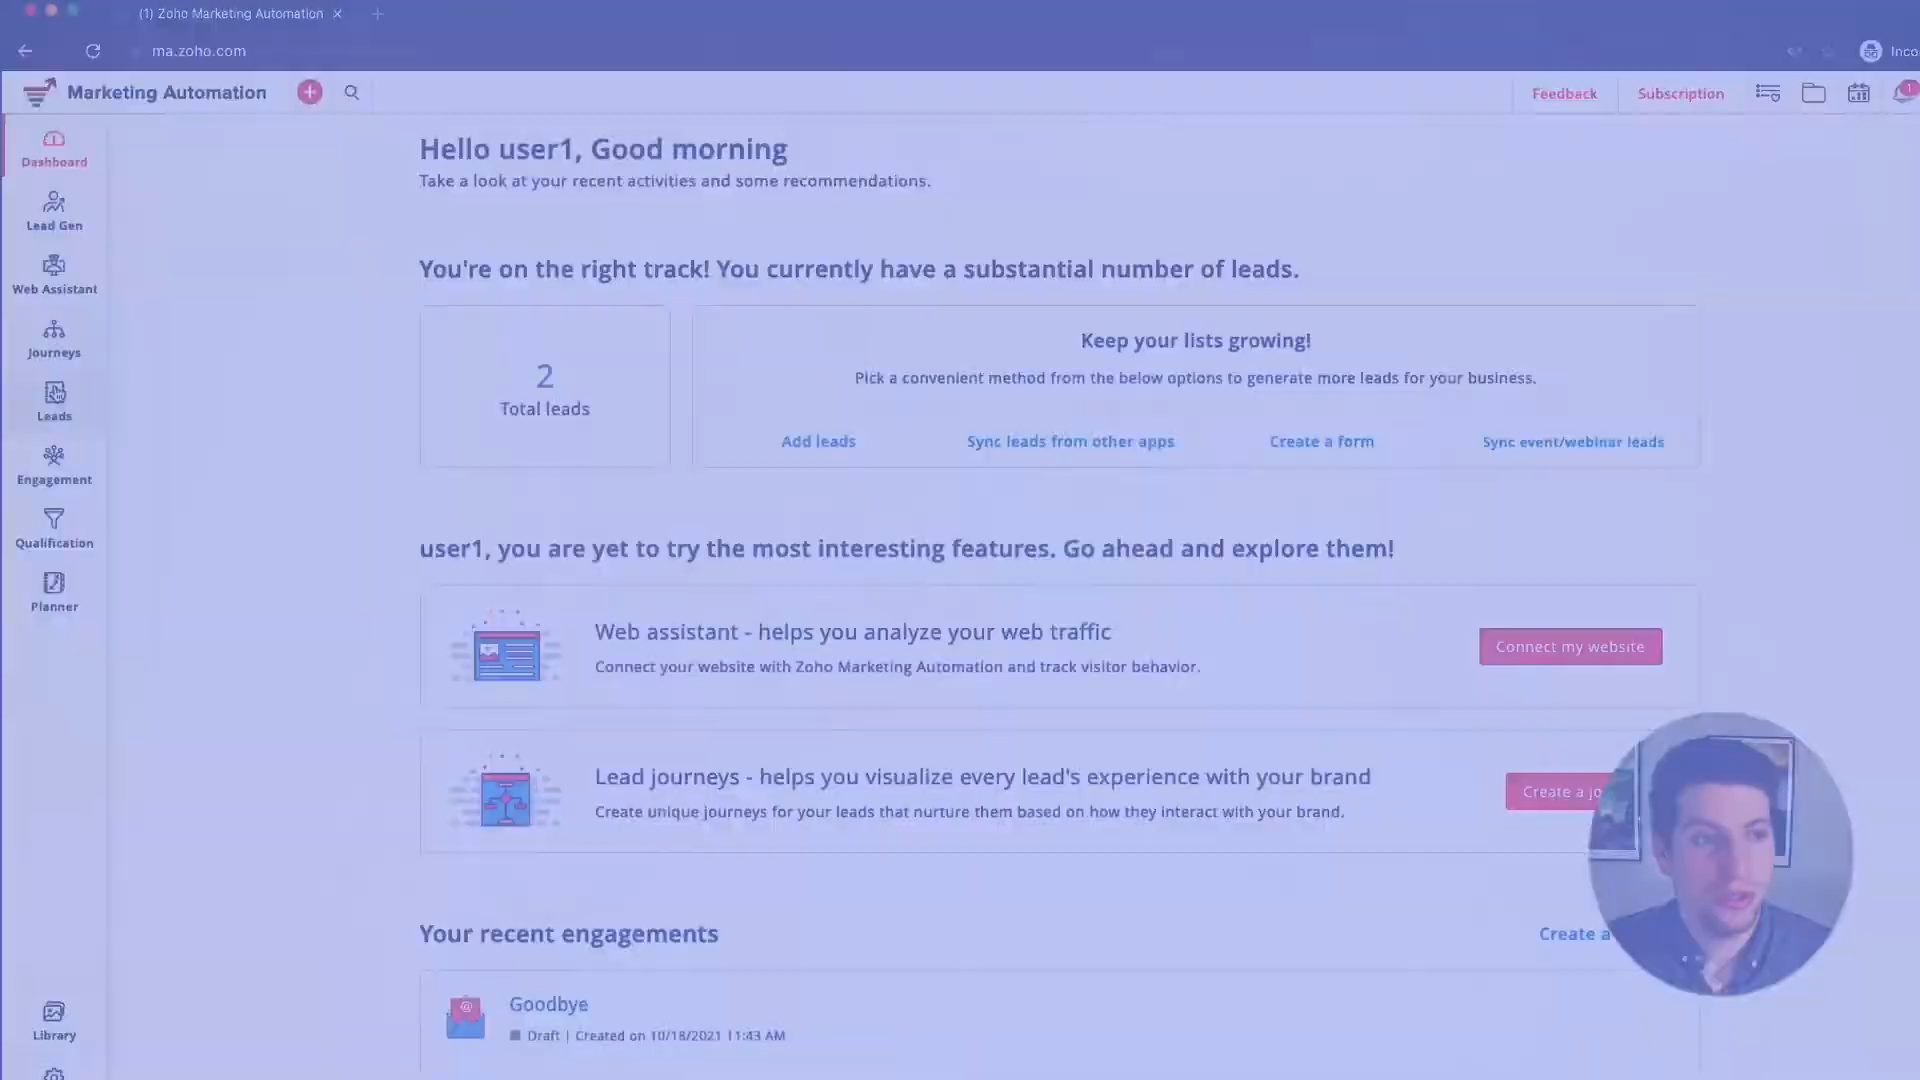 (1) Zoho Marketing Automation
ma.zoho.com
Inco
Marketing Automation
Feedback
Subscription
1
Dashboard
Lead Gen
Web Assistant
Journeys
Leads
Engagement
Qualification
Planner
Library
Hello user1, Good morning
Take a look at your recent activities and some recommendations.
You're on the right track! You currently have a substantial number of leads.
2
Total leads
Keep your lists growing!
Pick a convenient method from the below options to generate more leads for your business.
Add leads
Sync leads from other apps
Create a form
Sync event/webinar leads
user1, you are yet to try the most interesting features. Go ahead and explore them!
Web assistant - helps you analyze your web traffic
Connect your website with Zoho Marketing Automation and track visitor behavior.
Connect my website
Lead journeys - helps you visualize every lead's experience with your brand
Create unique journeys for your leads that nurture them based on how they interact with your brand.
Create a jo
Your recent engagements
Create a
Goodbye
Draft | Created on 10/18/2021 11:43 AM